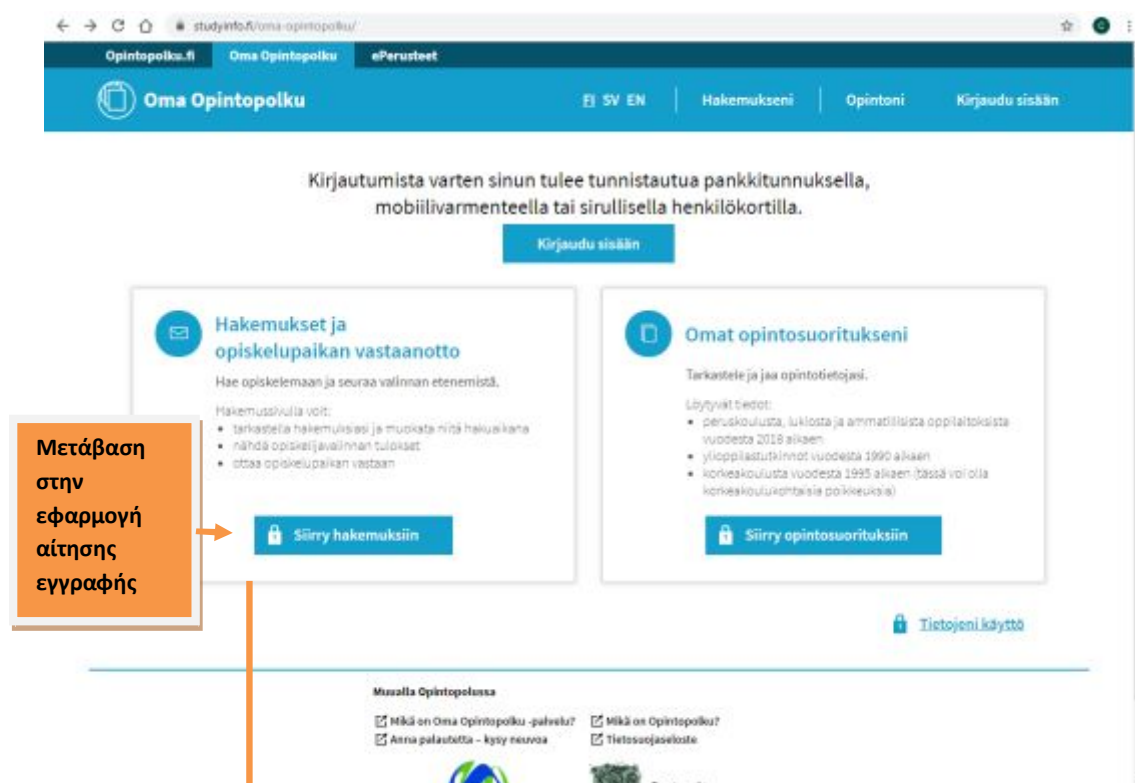 studyinfo.fi/oma-opintopolku/
Opintopolku.fi Oma Opintopolku ePerusteet
Oma Opintopolku FI SV EN Hakemukseni Opintoni Kirjaudu sisään
Kirjautumista varten sinun tulee tunnistautua pankkitunnuksella,
mobiilivarmenteella tai sirullisella henkilökortilla.
Kirjaudu sisään
Hakemukset ja
opiskelupaikan vastaanotto
Hae opiskelemaan ja seuraa valinnan etenemistä.
Hakemussivulla voit:
tarkastella hakemuksiasi ja muokata niitä hakuaikana
nähdä opiskelijavalinnan tulokset
ottaa opiskelupaikan vastaan
Siirry hakemuksiin
Omat opintosuoritukseni
Tarkastele ja jaa opintotietojasi.
Löytyvät tiedot:
peruskoulusta, lukiosta ja ammatillisista oppilaitoksista
vuodesta 2018 alkaen
ylioppilastutkinnot vuodesta 1990 alkaen
korkeakoulusta vuodesta 1995 alkaen (tässä voi olla
korkeakoulukohtaisia poikkeuksia)
Siirry opintosuorituksiin
Μετάβαση
στην
εφαρμογή
αίτησης
εγγραφής
Tietojeni käyttö
Muualla Opintopolussa
Mikä on Oma Opintopolku -palvelu? Mikä on Opintopolku?
Anna palautetta – kysy neuvoa Tietosuojaseloste